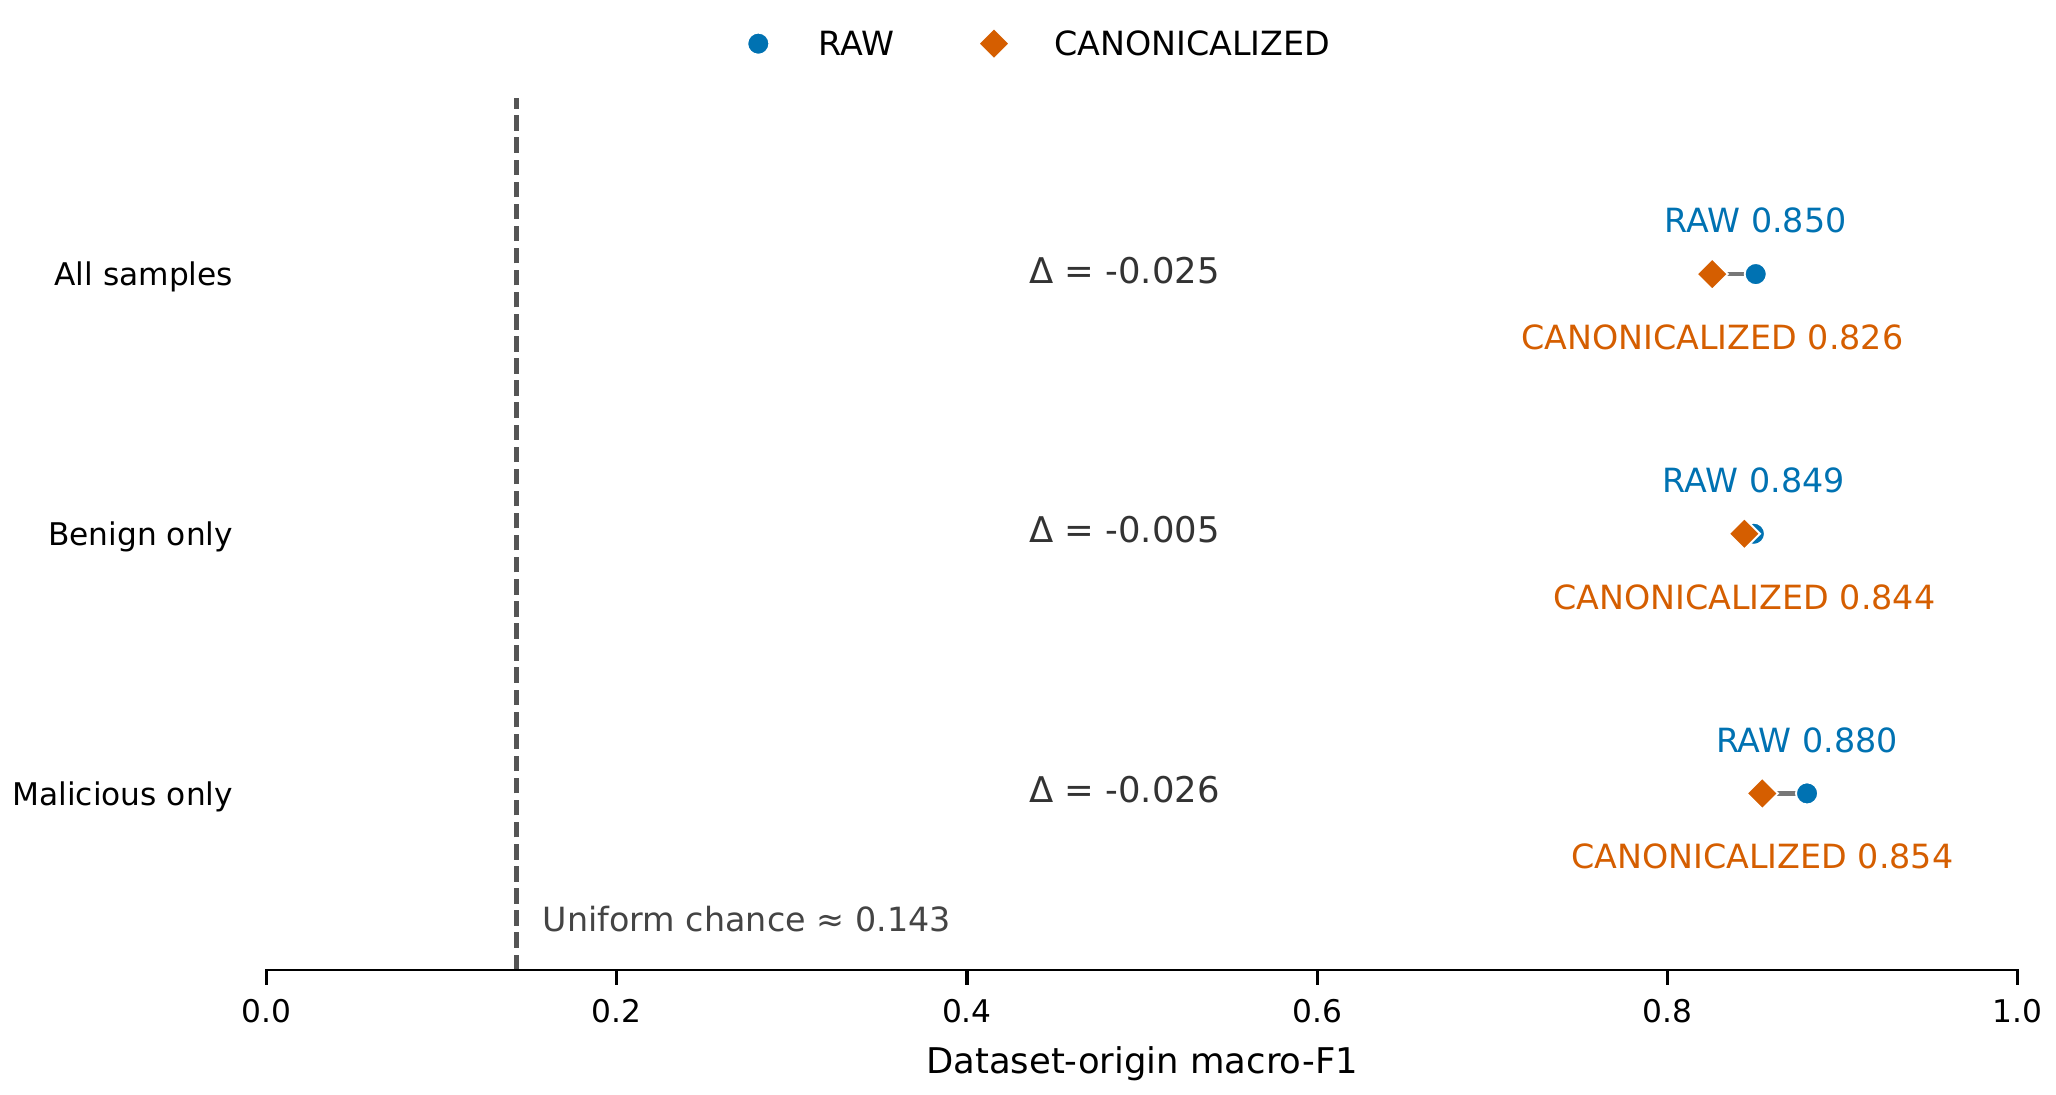 RAW CANONICALIZED
RAW 0.850
All samples
Δ = -0.025
CANONICALIZED 0.826
RAW 0.849
Benign only
Δ = -0.005
CANONICALIZED 0.844
RAW 0.880
Malicious only
Δ = -0.026
CANONICALIZED 0.854
Uniform chance ≈ 0.143
0.0 0.2 0.4 0.6 0.8 1.0
Dataset-origin macro-F1